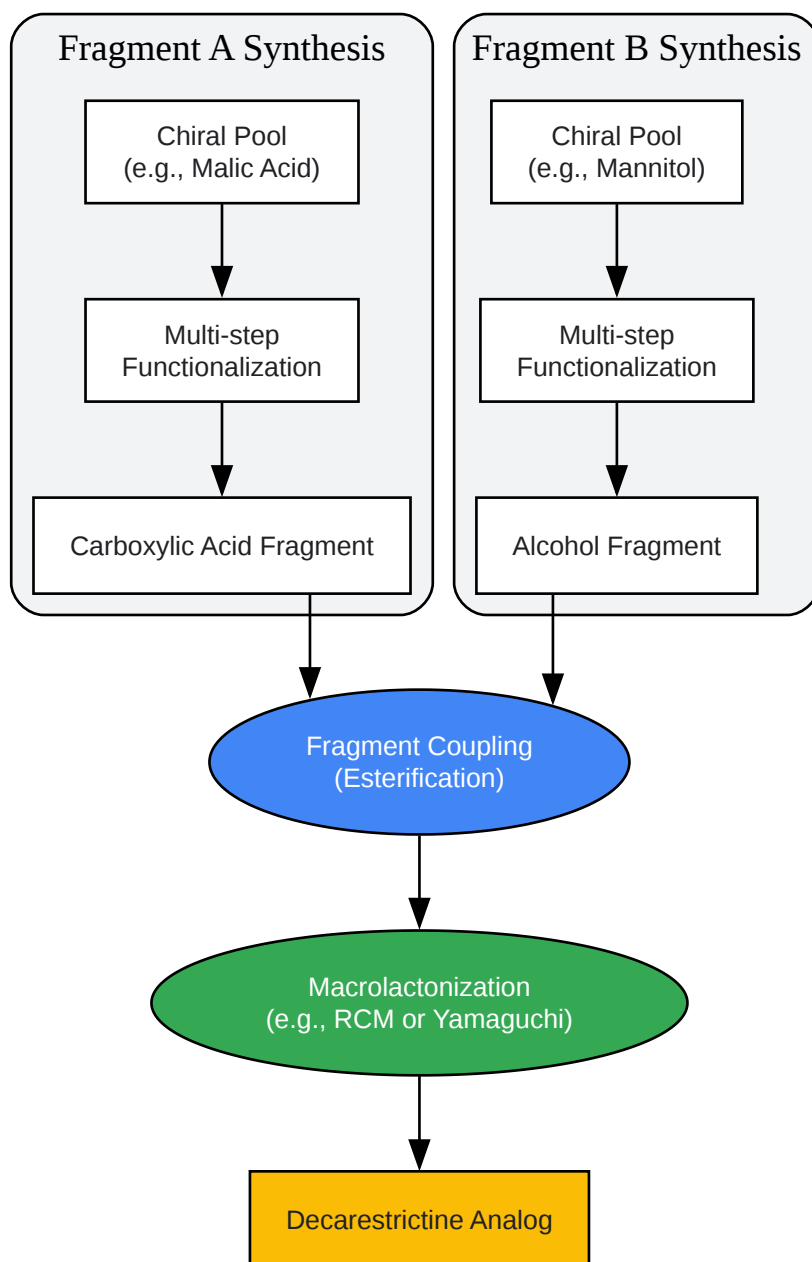 Fragment A Synthesis
Chiral Pool
(e.g., Malic Acid)
Multi-step
Functionalization
Carboxylic Acid Fragment
Fragment B Synthesis
Chiral Pool
(e.g., Mannitol)
Multi-step
Functionalization
Alcohol Fragment
Fragment Coupling
(Esterification)
Macrolactonization
(e.g., RCM or Yamaguchi)
Decarestrictine Analog